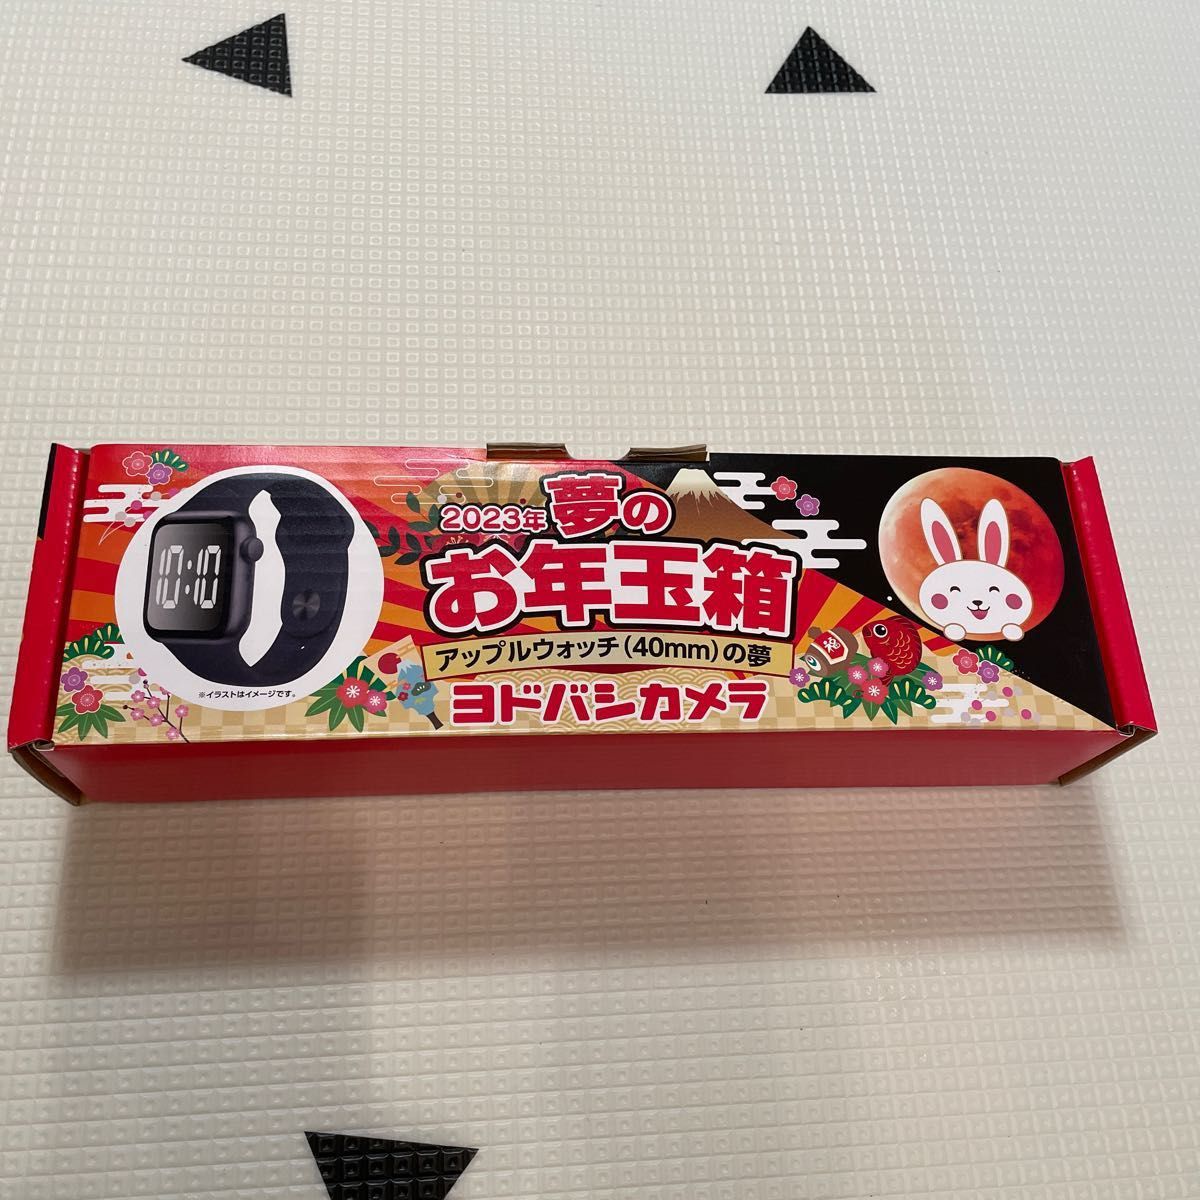 2023年 夢の
お年玉箱
アップルウォッチ(40mm)の夢
ヨドバシカメラ
10:10
※イラストはイメージです。